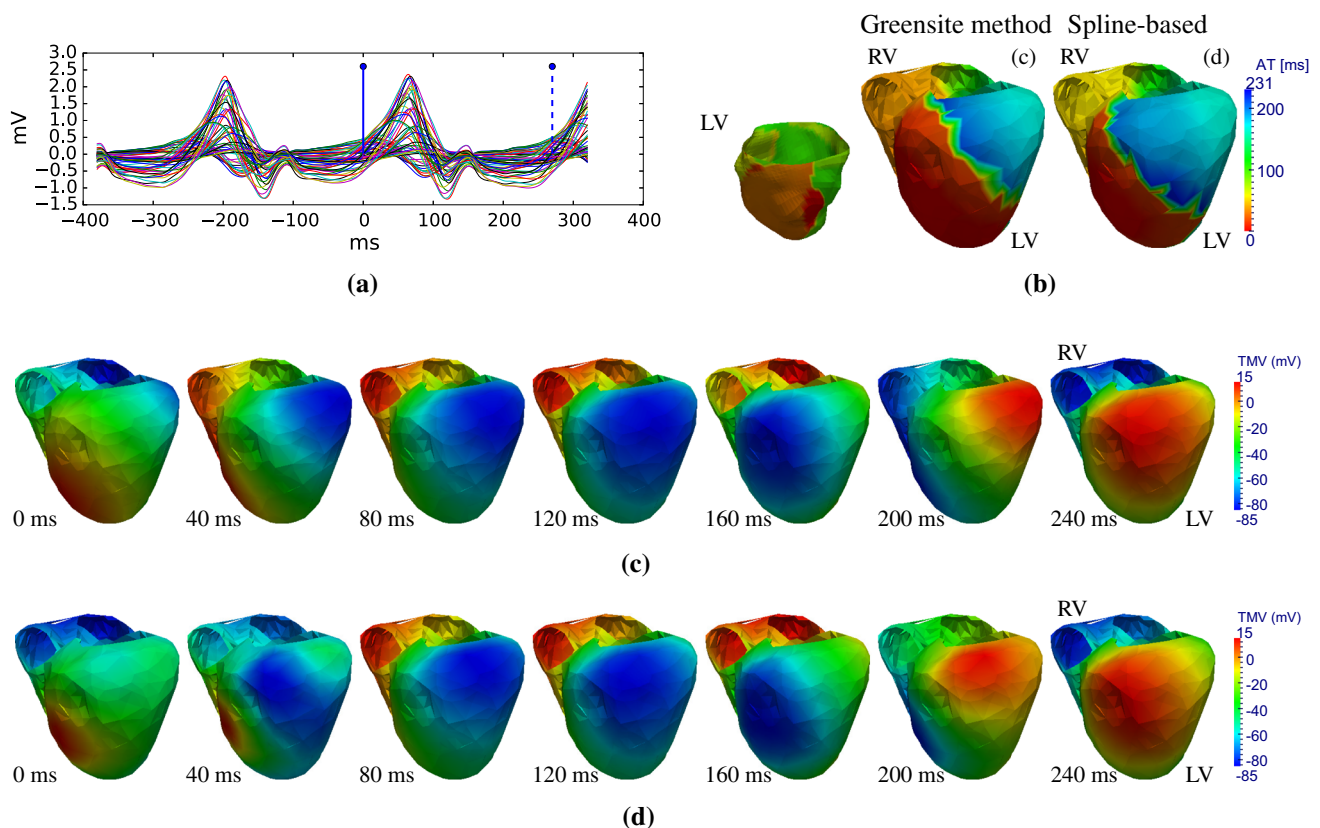 Greensite method Spline-based
RV (c) RV (d)
AT [ms]
231
200
100
0
LV
LV
LV
mV
3.0
2.5
2.0
1.5
1.0
0.5
0.0
−0.5
−1.0
−1.5
−400 −300 −200 −100 0 100 200 300 400
ms
(a)
(b)
RV
TMV (mV)
15
0
-20
-40
-60
-80
-85
0 ms 40 ms 80 ms 120 ms 160 ms 200 ms 240 ms LV
(c)
RV
TMV (mV)
15
0
-20
-40
-60
-80
-85
0 ms 40 ms 80 ms 120 ms 160 ms 200 ms 240 ms LV
(d)